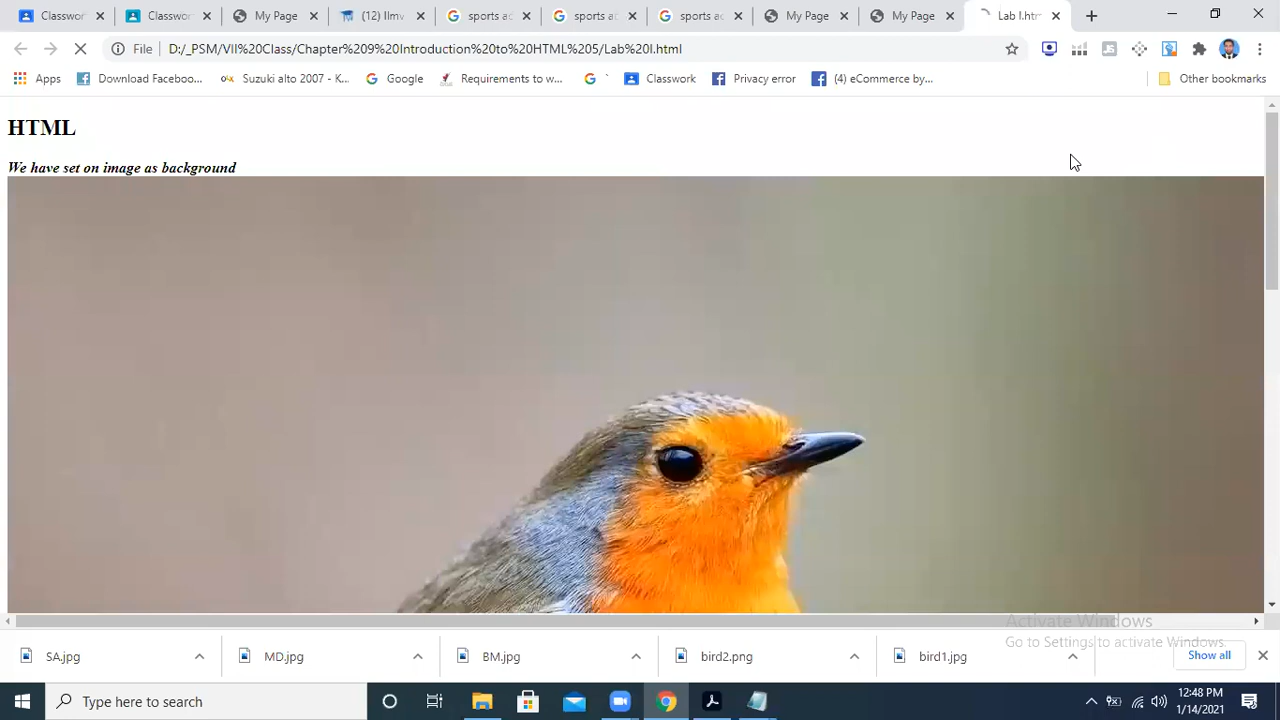 Classwor
Classwor
My Page
(12) Ilmv
sports ac
sports ac
sports ac
My Page
My Page
Lab I.htm
File
D:/_PSM/VII%20Class/Chapter%209%20Introduction%20to%20HTML%205/Lab%20I.html
Apps
Download Faceboo...
Suzuki alto 2007 - K...
Google
Requirements to w...
Classwork
Privacy error
(4) eCommerce by...
Other bookmarks
HTML
We have set on image as background
Activate Windows
Go to Settings to activate Windows.
SA.jpg
MD.jpg
BM.jpg
bird2.png
bird1.jpg
Show all
Type here to search
12:48 PM
1/14/2021